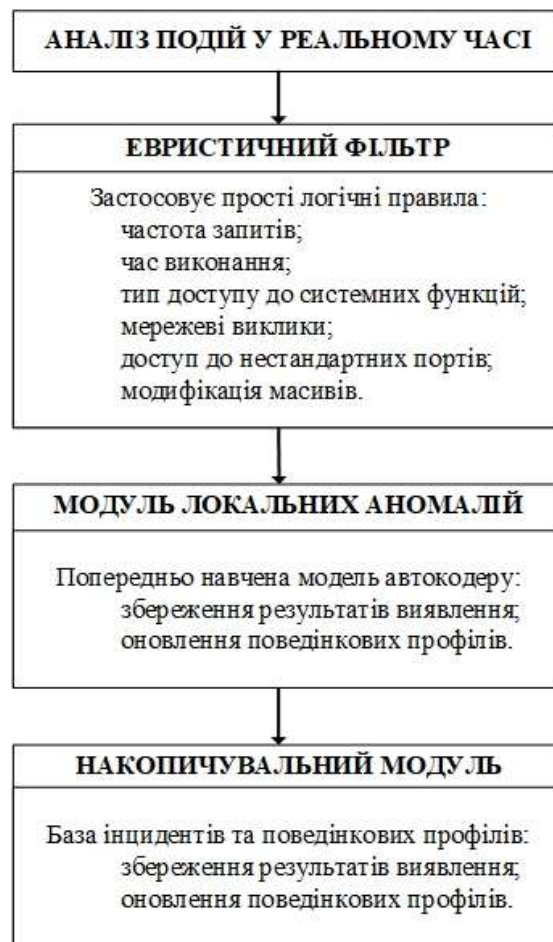 АНАЛІЗ ПОДІЙ У РЕАЛЬНОМУ ЧАСІ
ЕВРИСТИЧНИЙ ФІЛЬТР
Застосовує прості логічні правила:
частота запитів;
час виконання;
тип доступу до системних функцій;
мережеві виклики;
доступ до нестандартних портів;
модифікація масивів.
МОДУЛЬ ЛОКАЛЬНИХ АНОМАЛІЙ
Попередньо навчена модель автокодеру:
збереження результатів виявлення;
оновлення поведінкових профілів.
НАКОПИЧУВАЛЬНИЙ МОДУЛЬ
База інцидентів та поведінкових профілів:
збереження результатів виявлення;
оновлення поведінкових профілів.